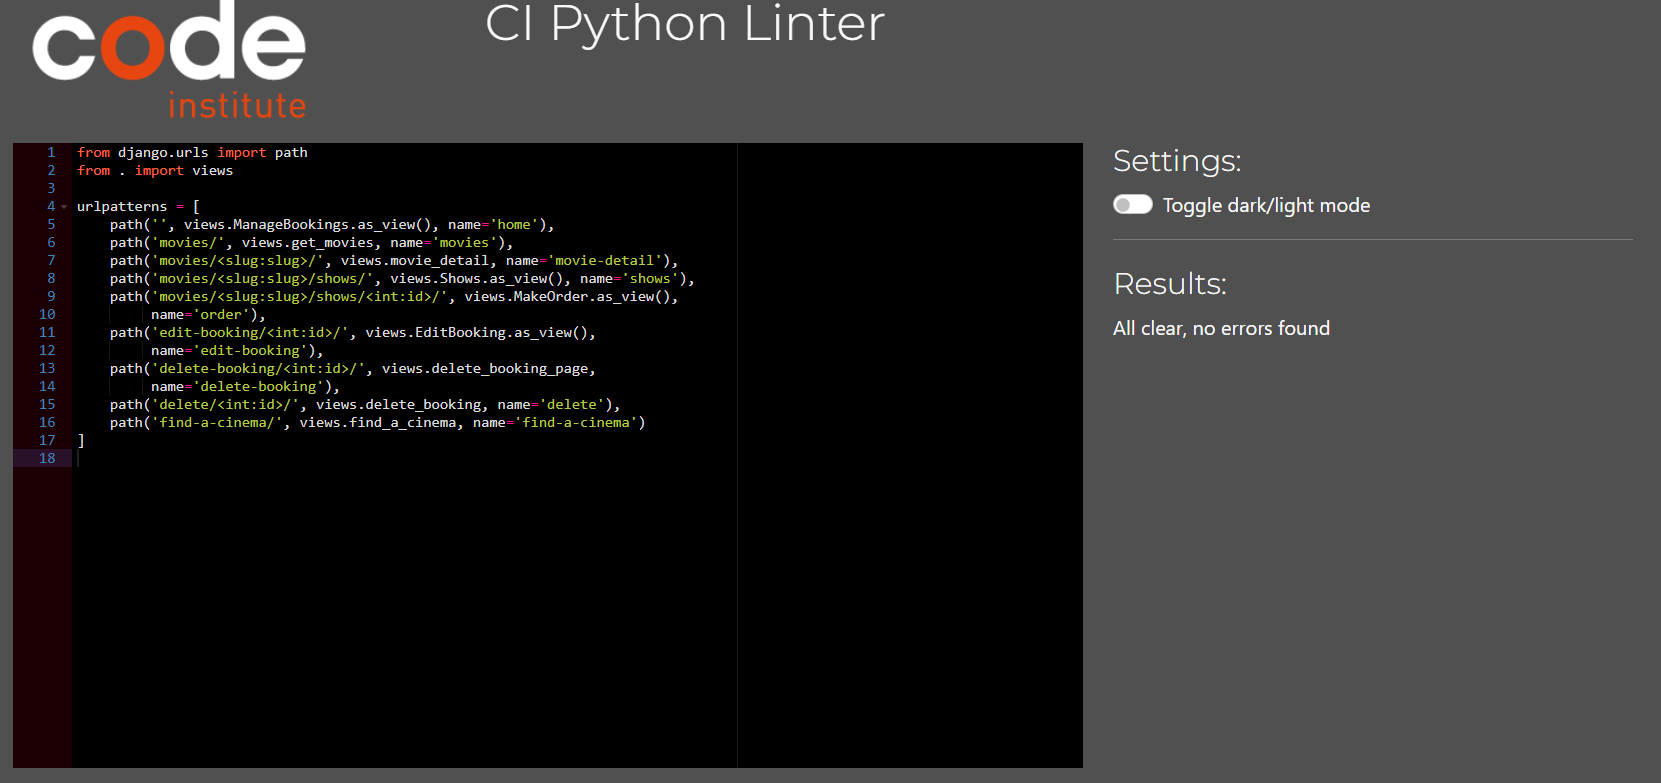 code
institute
CI Python Linter
1 from django.urls import path
2 from . import views
3
4 urlpatterns = [
5     path('', views.ManageBookings.as_view(), name='home'),
6     path('movies/', views.get_movies, name='movies'),
7     path('movies/<slug:slug>/', views.movie_detail, name='movie-detail'),
8     path('movies/<slug:slug>/shows/', views.Shows.as_view(), name='shows'),
9     path('movies/<slug:slug>/shows/<int:id>/', views.MakeOrder.as_view(),
10          name='order'),
11     path('edit-booking/<int:id>/', views.EditBooking.as_view(),
12          name='edit-booking'),
13     path('delete-booking/<int:id>/', views.delete_booking_page,
14          name='delete-booking'),
15     path('delete/<int:id>/', views.delete_booking, name='delete'),
16     path('find-a-cinema/', views.find_a_cinema, name='find-a-cinema')
17 ]
18
Settings:
Toggle dark/light mode
Results:
All clear, no errors found